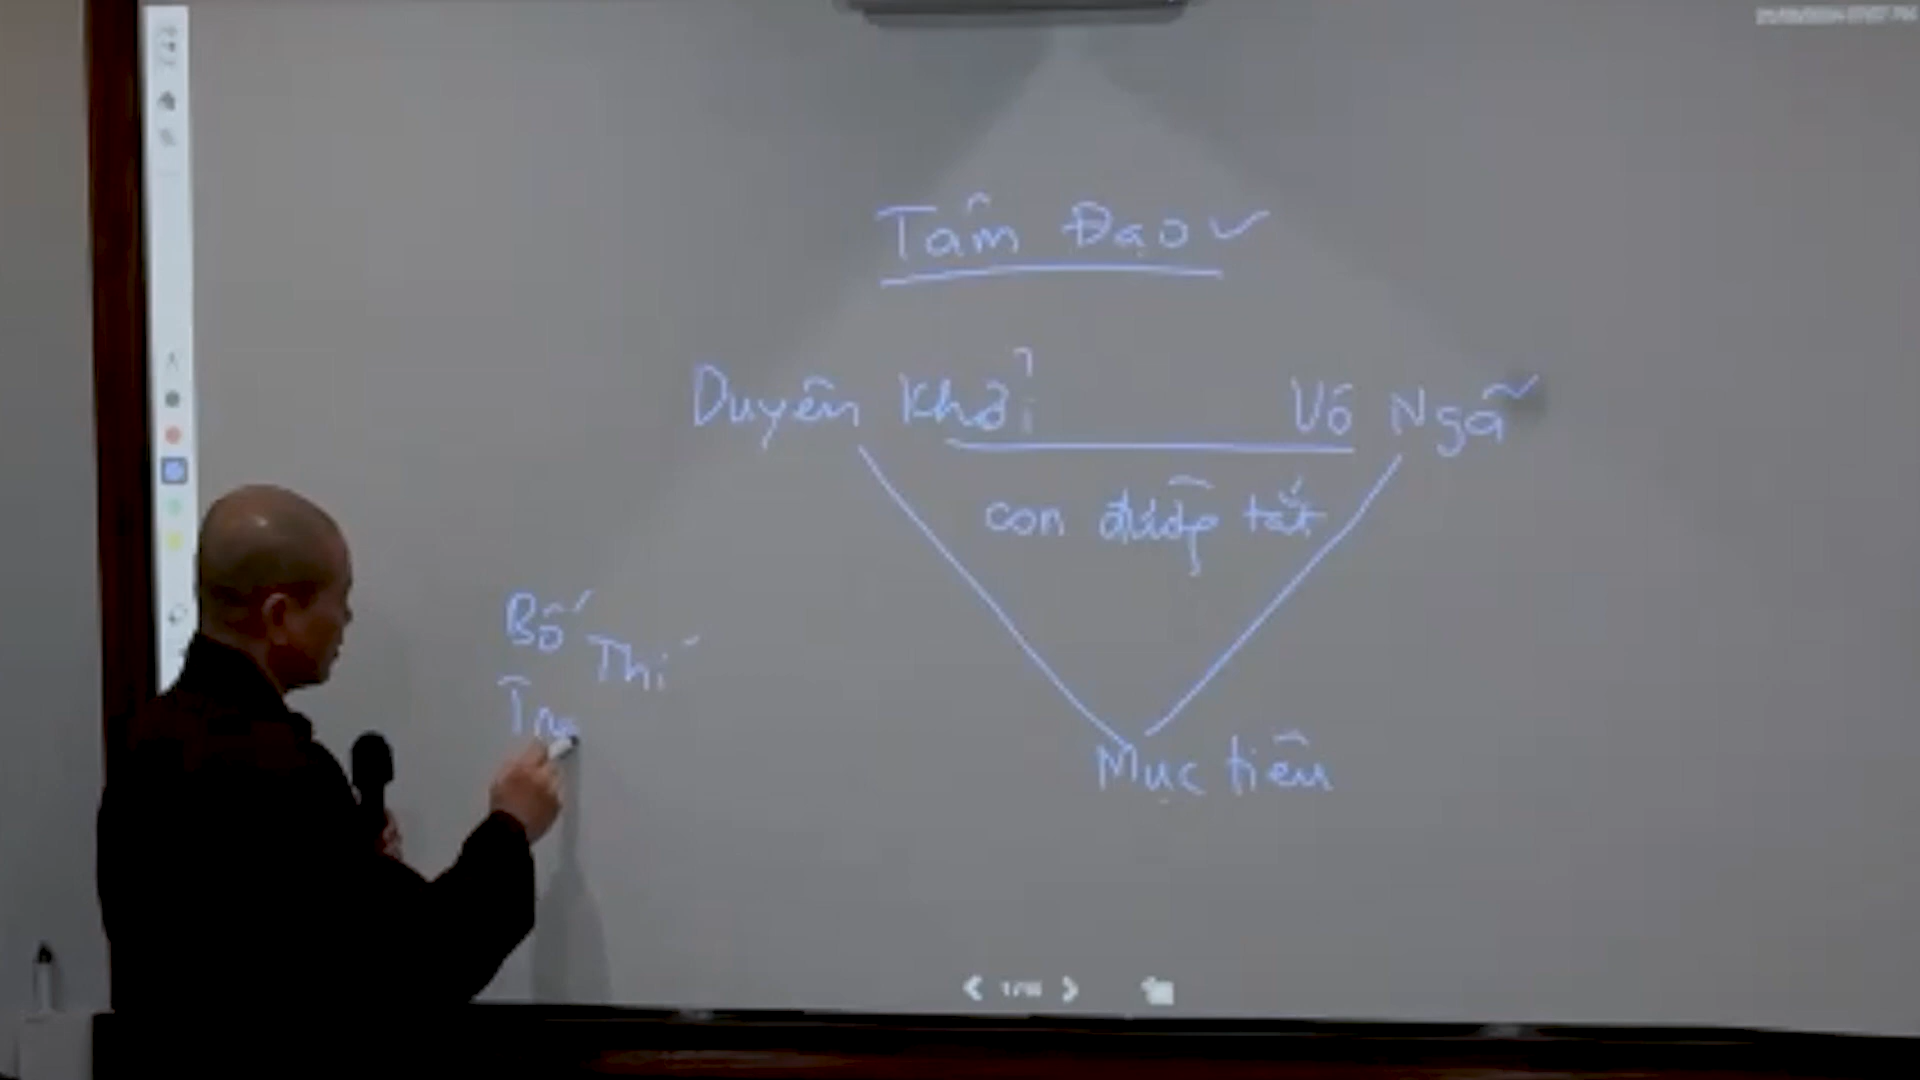 Tâm Đạo
Duyên Khởi Vô Ngã
con đường tắt
Bố Thí
Mục tiêu